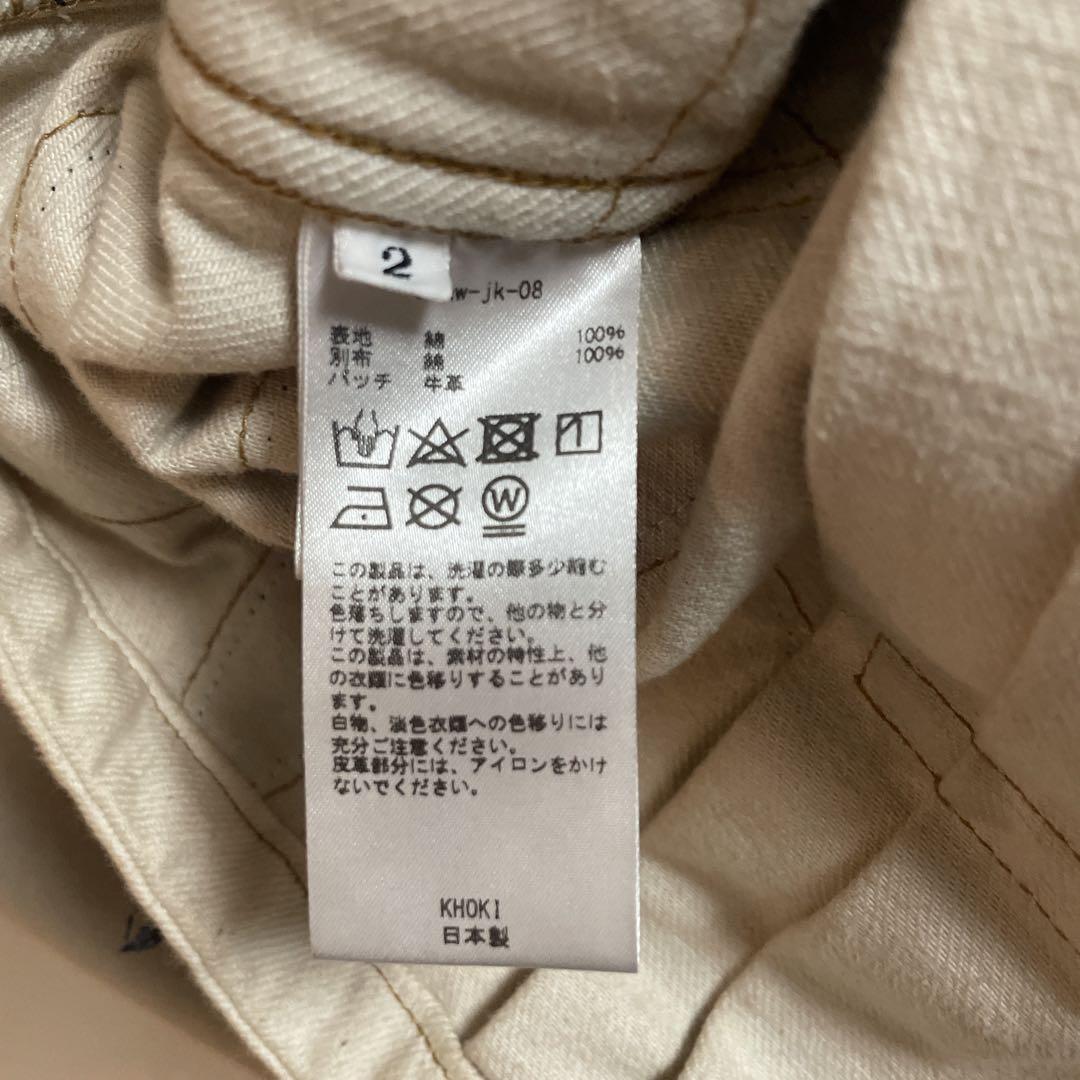 2
w-jk-08
表地 綿 100%
別布 綿 100%
パッチ 牛革
W
この製品は、洗濯の際多少縮む
ことがあります。
色落ちしますので、他の物と分
けて洗濯してください。
この製品は、素材の特性上、他
の衣類に色移りすることがあり
ます。
白物、淡色衣類への色移りには
充分ご注意ください。
皮革部分には、アイロンをかけ
ないでください。
KHOKI
日本製